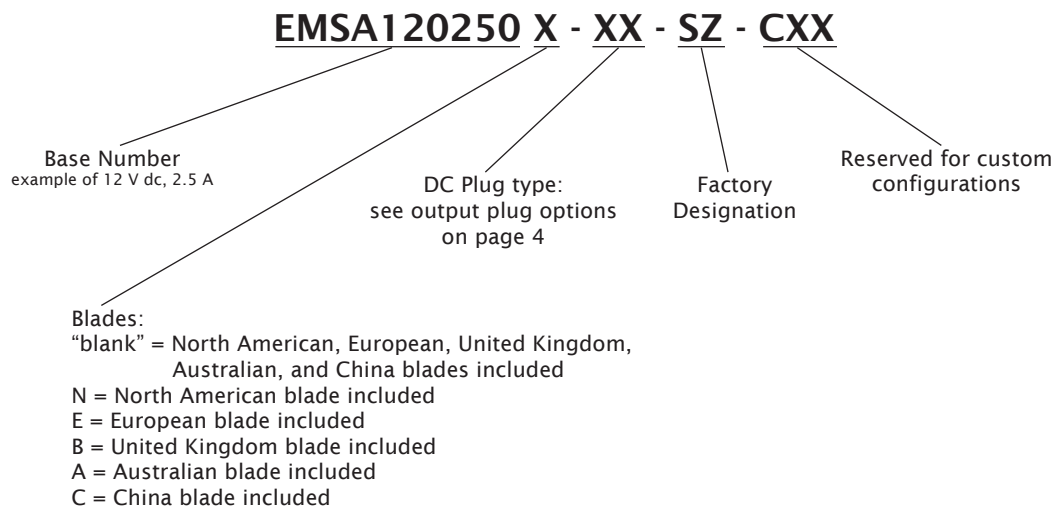 EMSA120250 X - XX - SZ - CXX
Base Number
example of 12 V dc, 2.5 A
DC Plug type:
see output plug options
on page 4
Factory
Designation
Reserved for custom
configurations
Blades:
“blank” = North American, European, United Kingdom,
Australian, and China blades included
N = North American blade included
E = European blade included
B = United Kingdom blade included
A = Australian blade included
C = China blade included